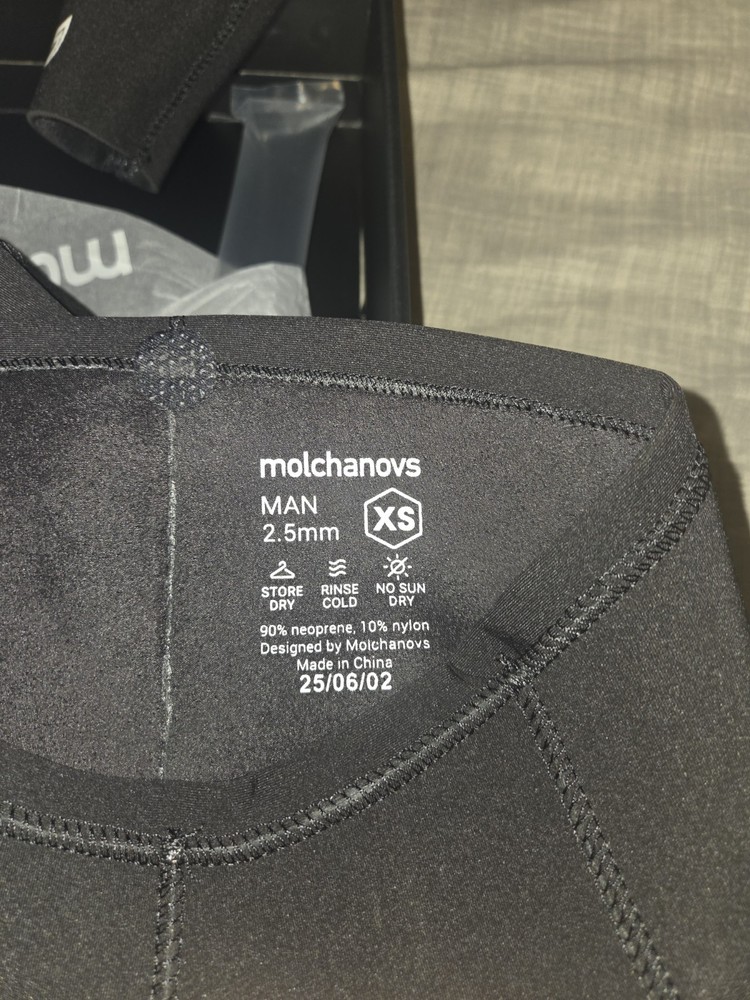 molchanovs
MAN
2.5mm
XS
STORE DRY
RINSE COLD
NO SUN DRY
90% neoprene, 10% nylon
Designed by Molchanovs
Made in China
25/06/02